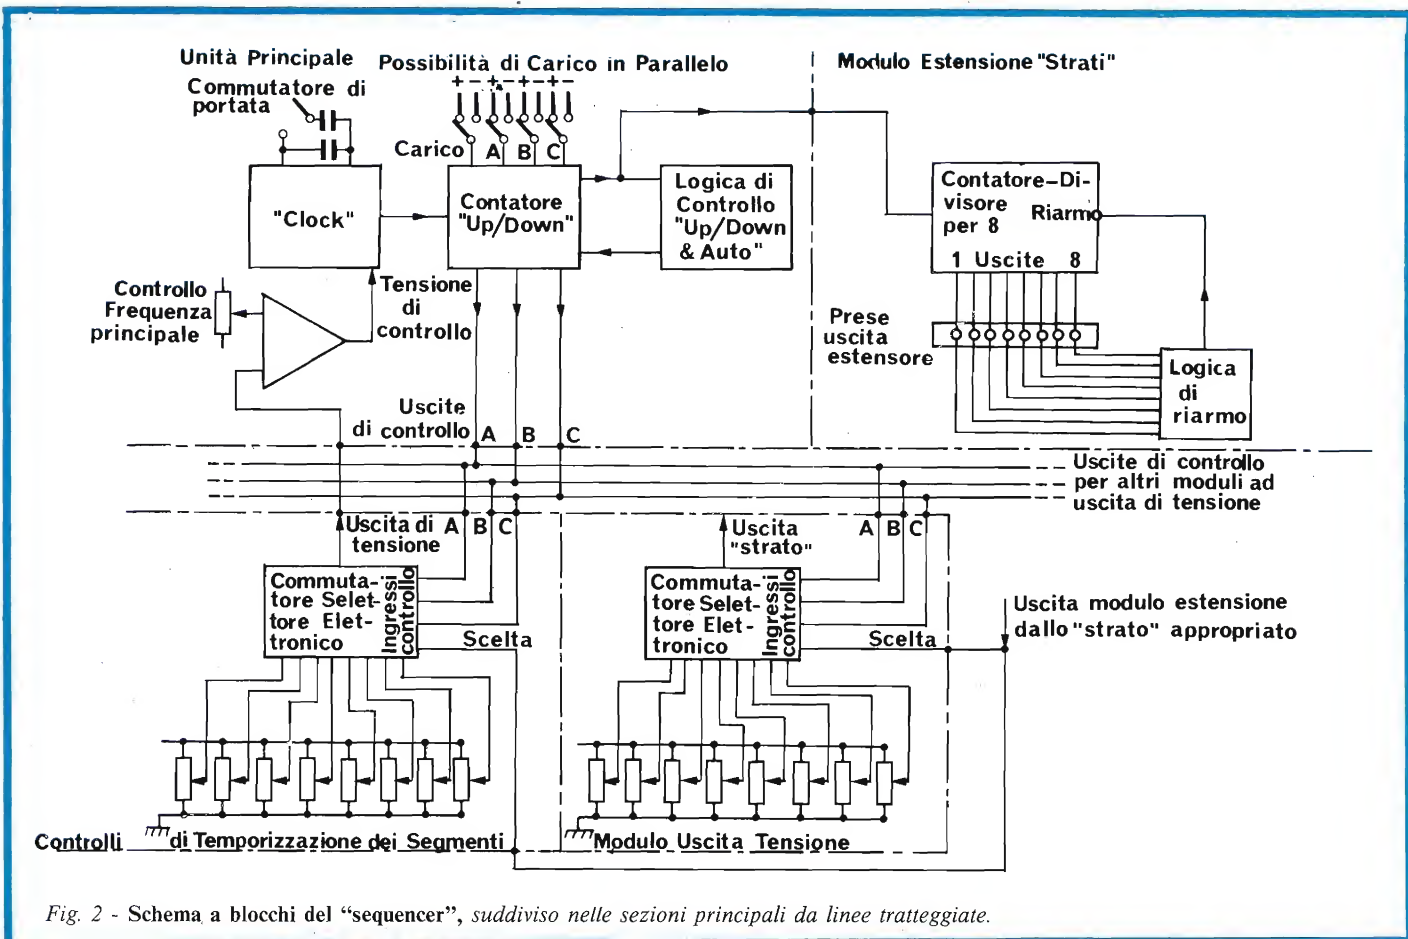 Unità Principale
Commutatore di
portata
Possibilità di Carico in Parallelo
+ - + - + - + -
Modulo Estensione "Strati"
Carico A B C
"Clock"
Contatore
"Up/Down"
Logica di
Controllo
"Up/Down
& Auto"
Contatore-Di-
visore
per 8
Riarmo
1 Uscite 8
Controllo
Frequenza
principale
Tensione
di
controllo
Prese
uscita
estensore
Logica
di
riarmo
Uscite
di controllo
A B C
Uscite di controllo
per altri moduli ad
uscita di tensione
Uscita di
tensione
A B C
Uscita
"strato"
A B C
Commuta-
tore Selet-
tore Elet-
tronico
Ingressi
controllo
Scelta
Commuta-
tore Selet-
tore Elet-
tronico
Ingressi
controllo
Scelta
Uscita modulo estensione
dallo "strato" appropriato
Controlli di Temporizzazione dei Segmenti
Modulo Uscita Tensione
Fig. 2 - Schema a blocchi del “sequencer”, suddiviso nelle sezioni principali da linee tratteggiate.